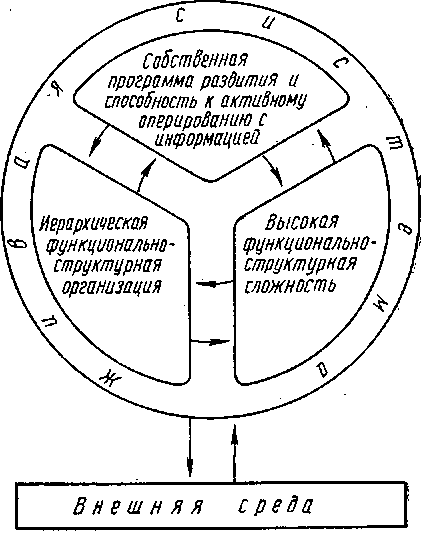 Живая система
Собственная
программа развития и
способность к активному
оперированию с
информацией
Иерархическая
функционально-
структурная
организация
Высокая
функционально-
структурная
сложность
Внешняя среда